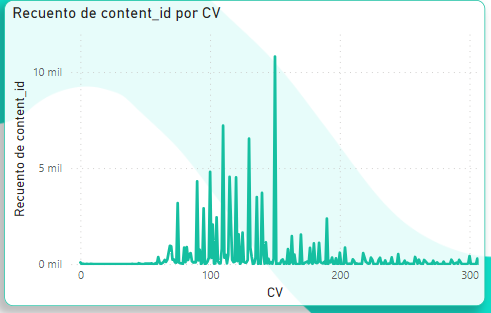 Recuento de content_id por CV
Recuento de content_id
10 mil
5 mil
0 mil
0
100
200
300
CV